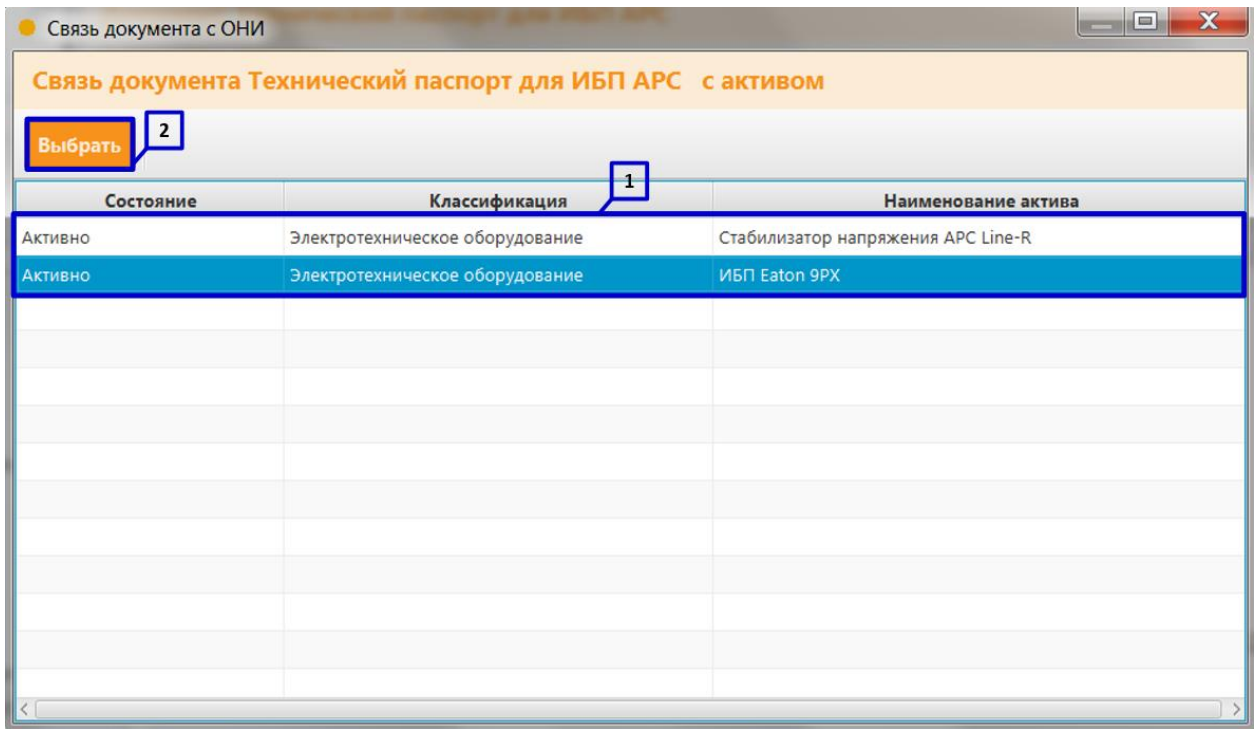 Связь документа с ОНИ
Связь документа Технический паспорт для ИБП АРС с активом
Выбрать
2
1
Состояние Классификация Наименование актива
Активно Электротехническое оборудование Стабилизатор напряжения APC Line-R
Активно Электротехническое оборудование ИБП Eaton 9PX